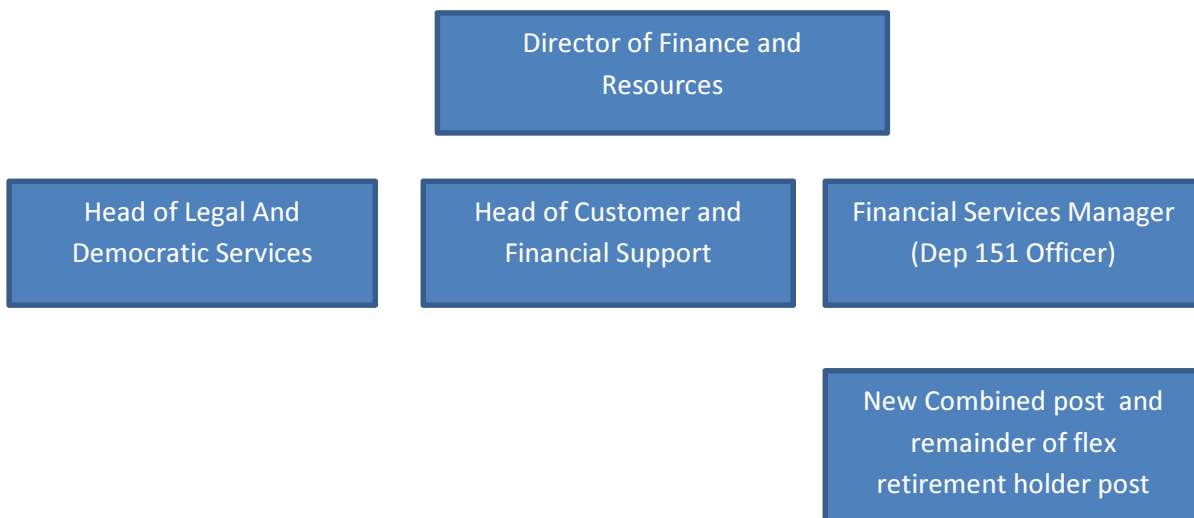 Director of Finance and
Resources
Head of Legal And
Democratic Services
Head of Customer and
Financial Support
Financial Services Manager
(Dep 151 Officer)
New Combined post  and
remainder of flex
retirement holder post